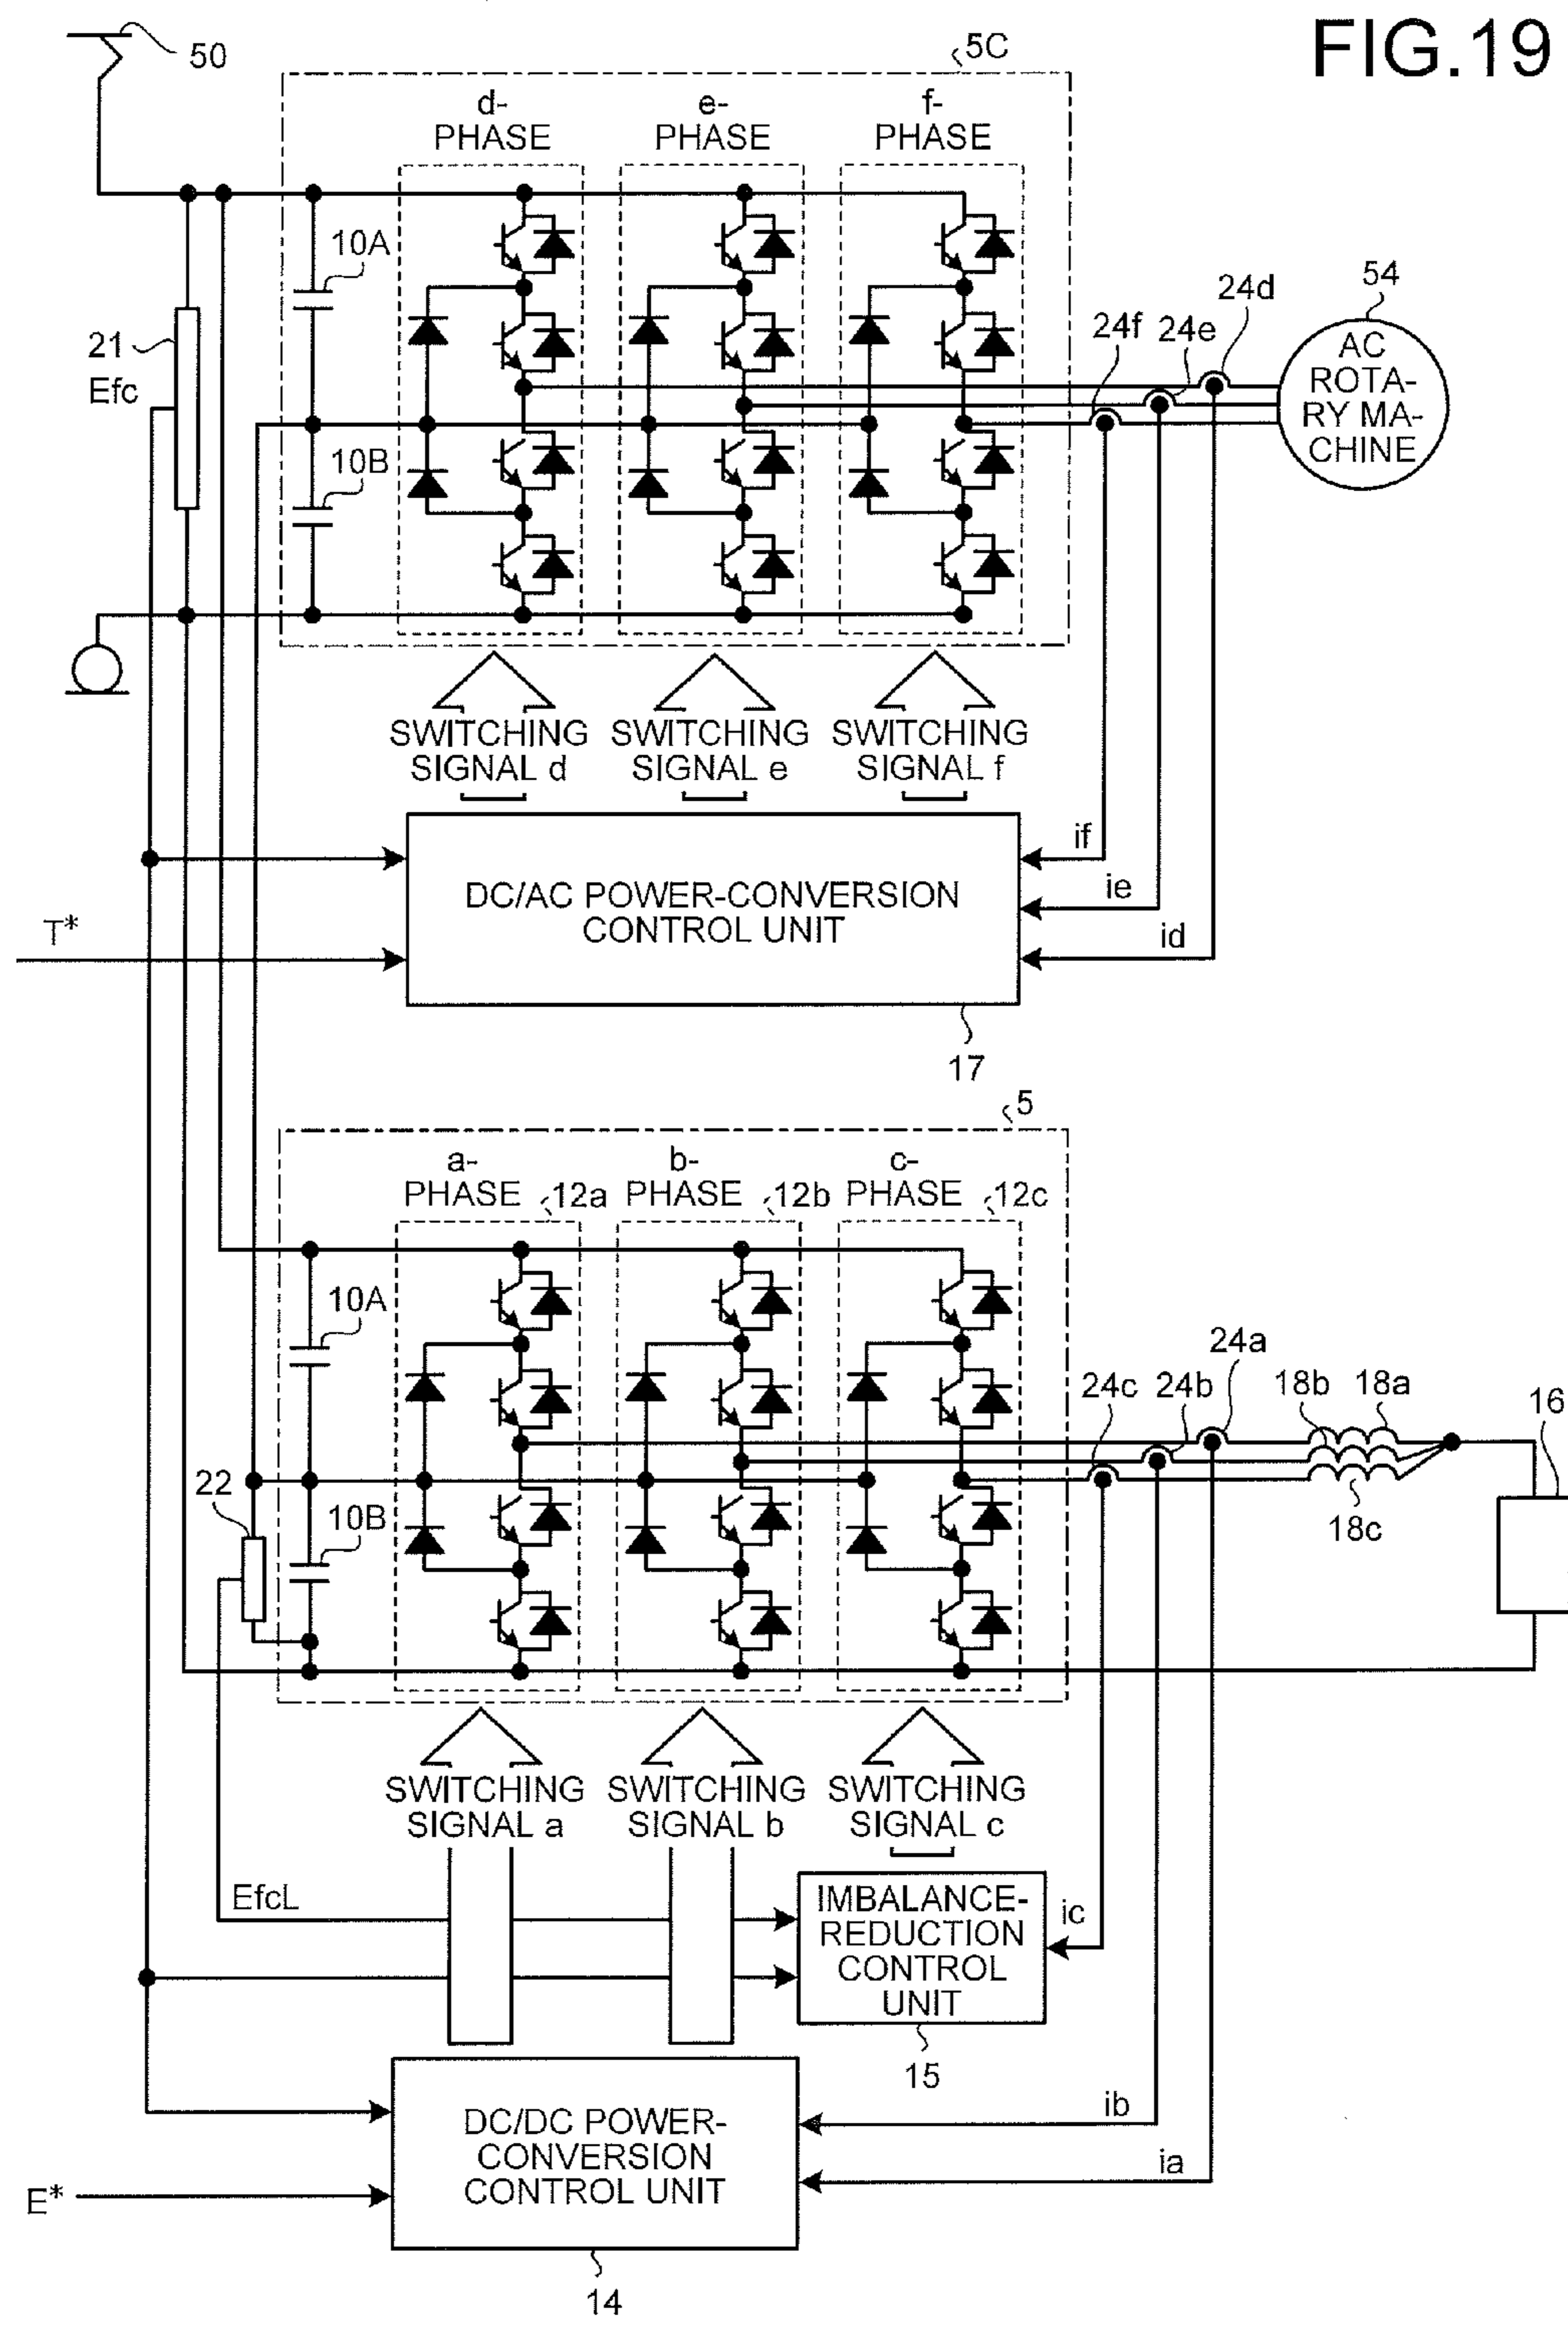 FIG.19
50
5C
d-
PHASE
e-
PHASE
f-
PHASE
10A
21
Efc
10B
24f
24e
24d
54
AC
ROTA-
RY MA-
CHINE
SWITCHING
SIGNAL d
SWITCHING
SIGNAL e
SWITCHING
SIGNAL f
if
ie
id
T*
DC/AC POWER-CONVERSION
CONTROL UNIT
17
5
a-
PHASE
12a
b-
PHASE
12b
c-
PHASE
12c
10A
24c
24b
24a
18b
18a
16
22
10B
18c
SWITCHING
SIGNAL a
SWITCHING
SIGNAL b
SWITCHING
SIGNAL c
EfcL
IMBALANCE-
REDUCTION
CONTROL
UNIT
ic
15
ib
ia
DC/DC POWER-
CONVERSION
CONTROL UNIT
E*
14